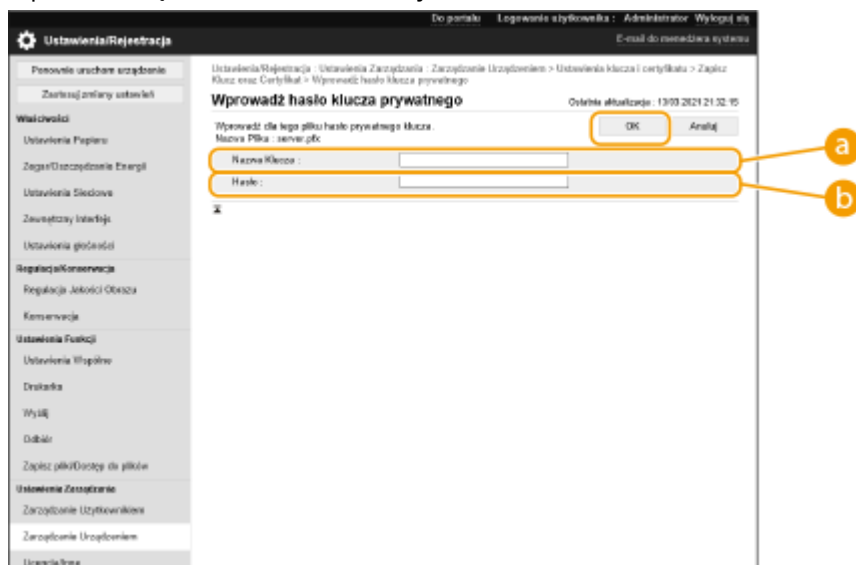 Do portalu Logowanie użytkownika : Administrator Wyloguj się
Ustawienia/Rejestracja
E-mail do menedżera systemu
Ponownie uruchom urządzenie
Zastosuj zmiany ustawień
Ustawienia/Rejestracja : Ustawienia Zarządzania : Zarządzanie Urządzeniem > Ustawienia klucza i certyfikatu > Zapisz
Klucz oraz Certyfikat > Wprowadź hasło klucza prywatnego
Wprowadź hasło klucza prywatnego
Ostatnia aktualizacja : 13/03 2021 21:32:15
Wprowadź dla tego pliku hasło prywatnego klucza.
Nazwa Pliku : server.pfx
OK
Anuluj
Nazwa Klucza :
a
Hasło :
b
Właściwości
Ustawienia Papieru
Zegar/Oszczędzanie Energii
Ustawienia Sieciowe
Zewnętrzny Interfejs
Ustawienia głośności
Regulacja/Konserwacja
Regulacja Jakości Obrazu
Konserwacja
Ustawienia Funkcji
Ustawienia Wspólne
Drukarka
Wyślij
Odbiór
Zapisz pliki/Dostęp do plików
Ustawienia Zarządzania
Zarządzanie Użytkownikiem
Zarządzanie Urządzeniem
Licencja/Inne